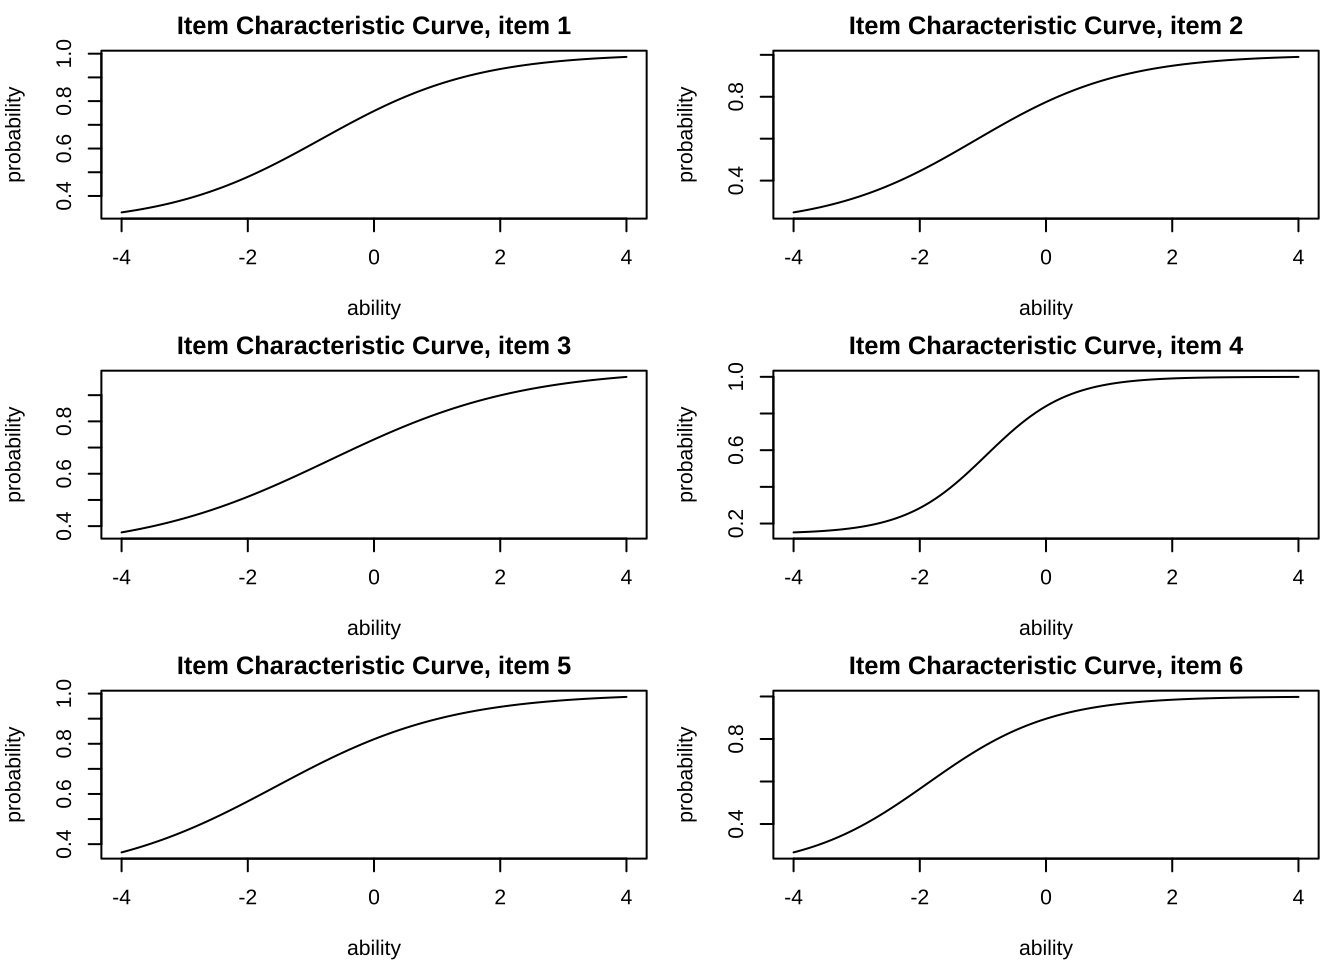 Item Characteristic Curve, item 1
probability
1.0
0.8
0.6
0.4
-4 -2 0 2 4
ability
Item Characteristic Curve, item 2
probability
0.8
0.4
-4 -2 0 2 4
ability
Item Characteristic Curve, item 3
probability
0.8
0.6
0.4
-4 -2 0 2 4
ability
Item Characteristic Curve, item 4
probability
1.0
0.6
0.2
-4 -2 0 2 4
ability
Item Characteristic Curve, item 5
probability
1.0
0.8
0.6
0.4
-4 -2 0 2 4
ability
Item Characteristic Curve, item 6
probability
0.8
0.4
-4 -2 0 2 4
ability